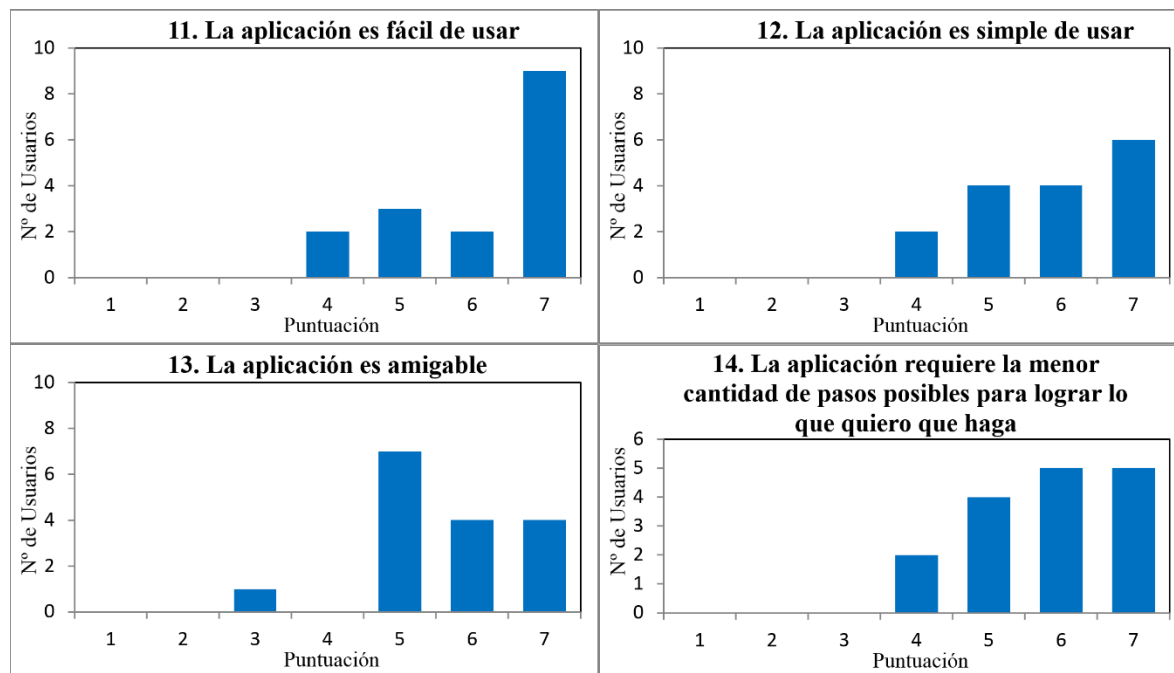 11. La aplicación es fácil de usar
10
8
6
4
2
0
Nº de Usuarios
1 2 3 4 5 6 7
Puntuación
12. La aplicación es simple de usar
10
8
6
4
2
0
Nº de Usuarios
1 2 3 4 5 6 7
Puntuación
13. La aplicación es amigable
10
8
6
4
2
0
Nº de Usuarios
1 2 3 4 5 6 7
Puntuación
14. La aplicación requiere la menor
cantidad de pasos posibles para lograr lo
que quiero que haga
6
5
4
3
2
1
0
Nº de Usuarios
1 2 3 4 5 6 7
Puntuación